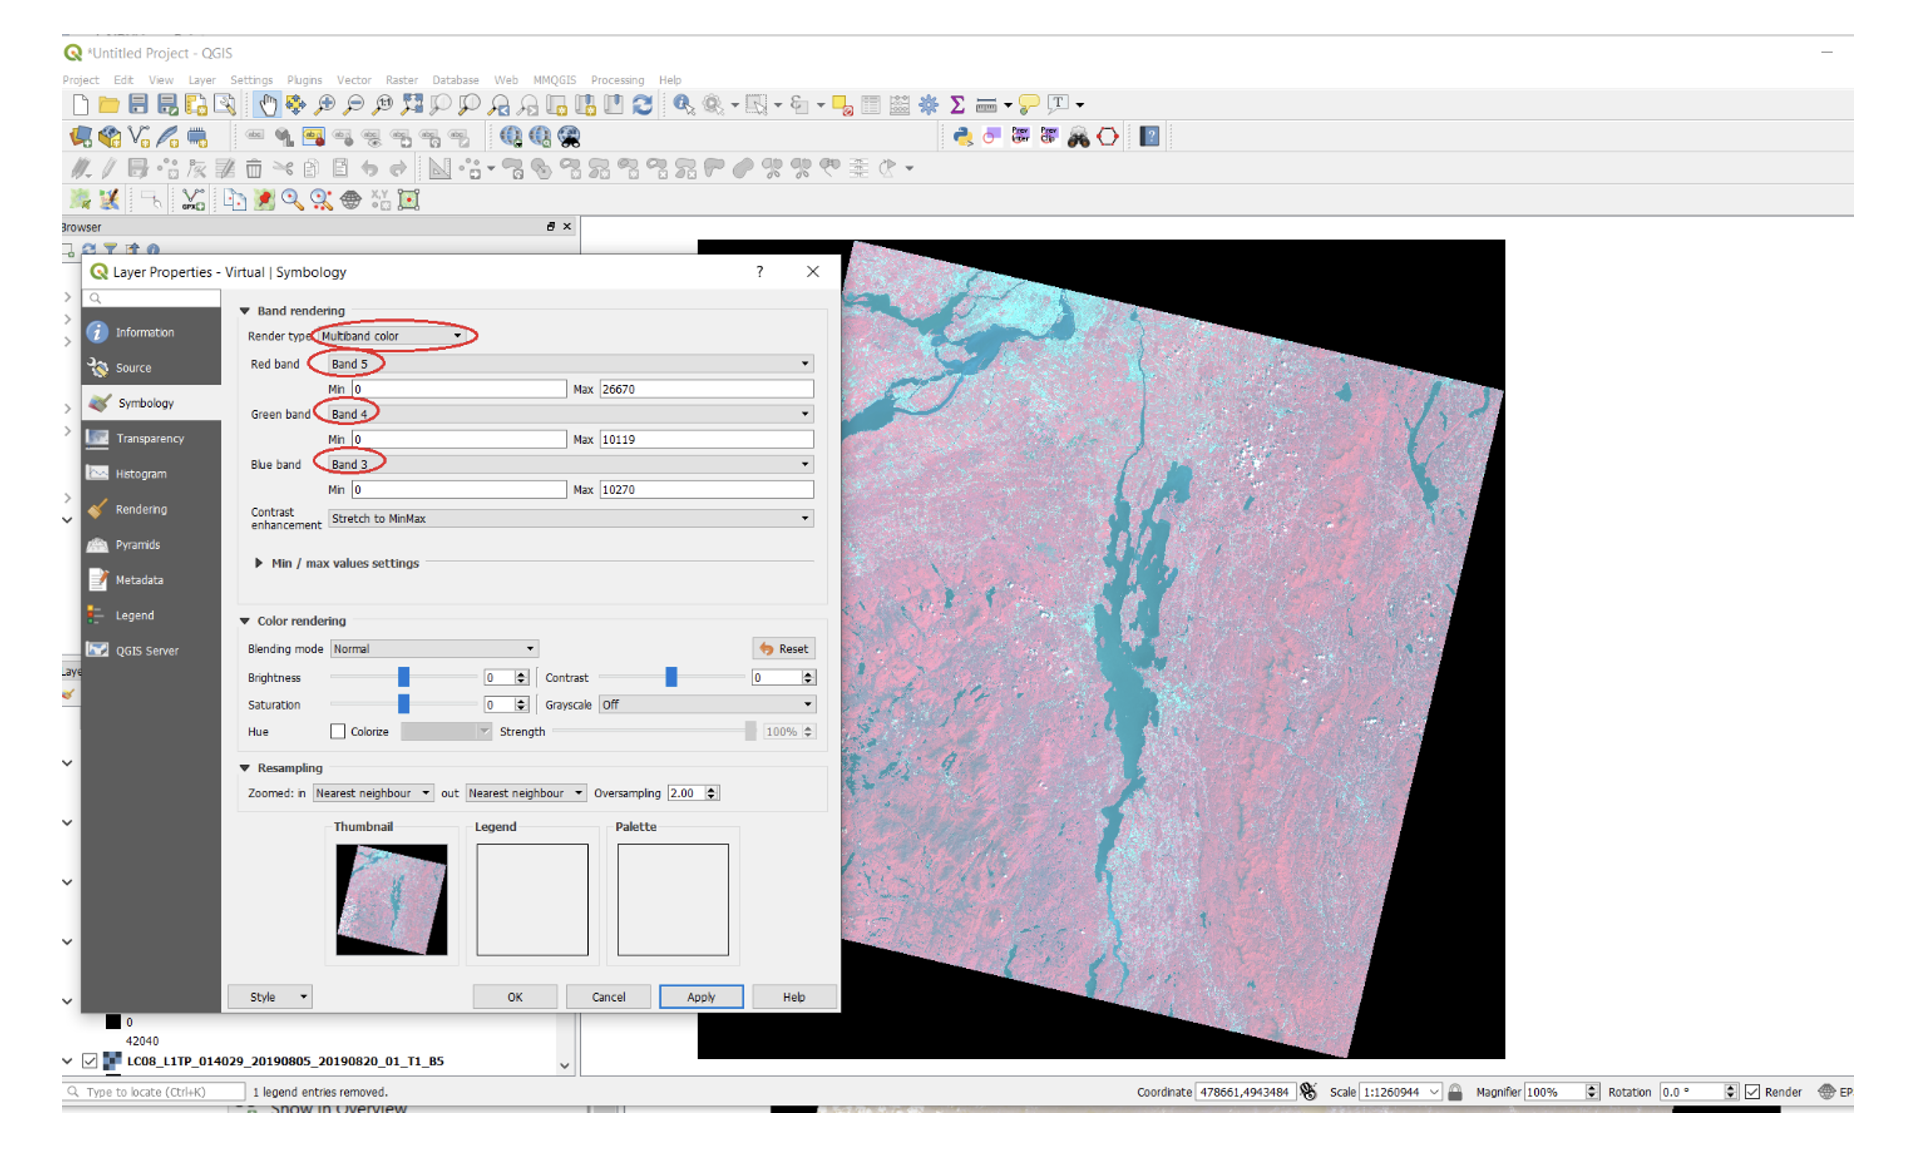 *Untitled Project - QGIS
Project Edit View Layer Settings Plugins Vector Raster Database Web MMQGIS Processing Help
Browser
Layer Properties - Virtual | Symbology
Band rendering
Information
Render type Multiband color
Source
Red band Band 5
Min 0 Max 26670
Symbology
Green band Band 4
Transparency
Min 0 Max 10119
Blue band Band 3
Histogram
Min 0 Max 10270
Rendering
Contrast enhancement Stretch to MinMax
Pyramids
Min / max values settings
Metadata
Legend
Color rendering
QGIS Server
Blending mode Normal Reset
Brightness 0 Contrast 0
Saturation 0 Grayscale Off
Hue Colorize Strength 100%
Resampling
Zoomed: in Nearest neighbour out Nearest neighbour Oversampling 2.00
Thumbnail Legend Palette
Style OK Cancel Apply Help
0
42040
LC08_L1TP_014029_20190805_20190820_01_T1_B5
Type to locate (Ctrl+K) 1 legend entries removed. Coordinate 478661,4943484 Scale 1:1260944 Magnifier 100% Rotation 0.0 ° Render EP
Show in Overview